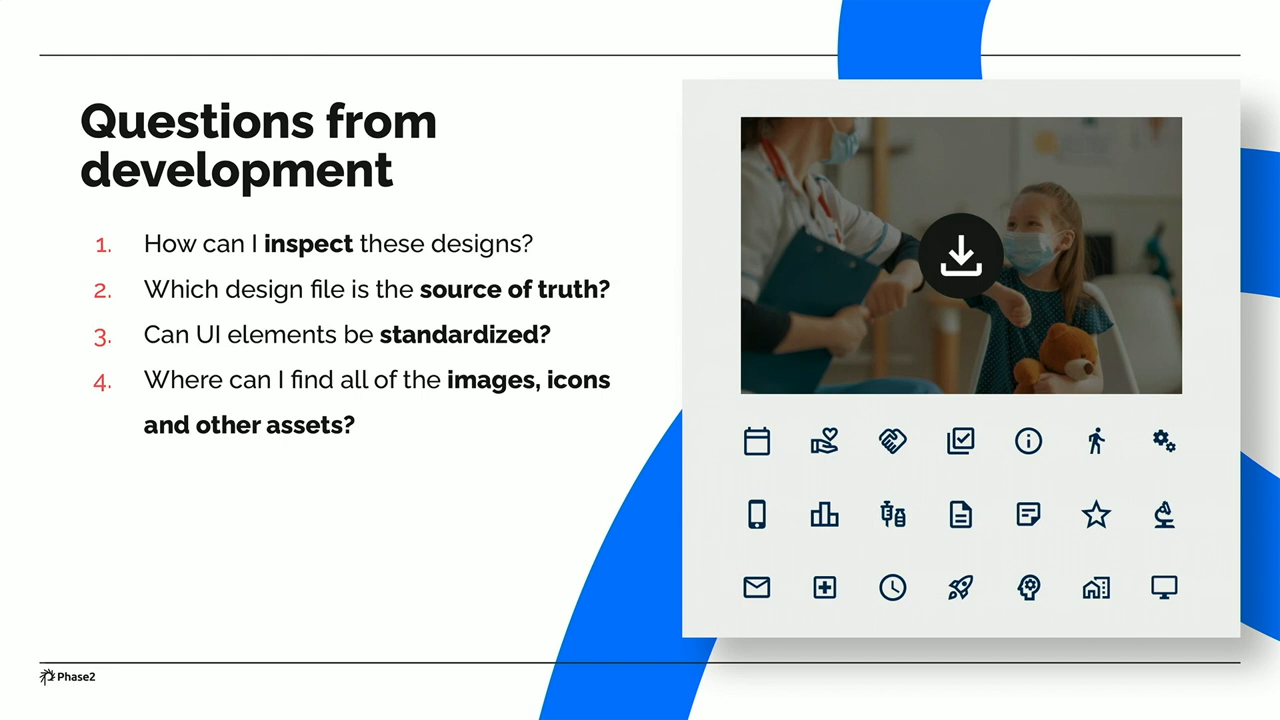 Questions from
development
1. How can I inspect these designs?
2. Which design file is the source of truth?
3. Can UI elements be standardized?
4. Where can I find all of the images, icons
and other assets?
Phase2